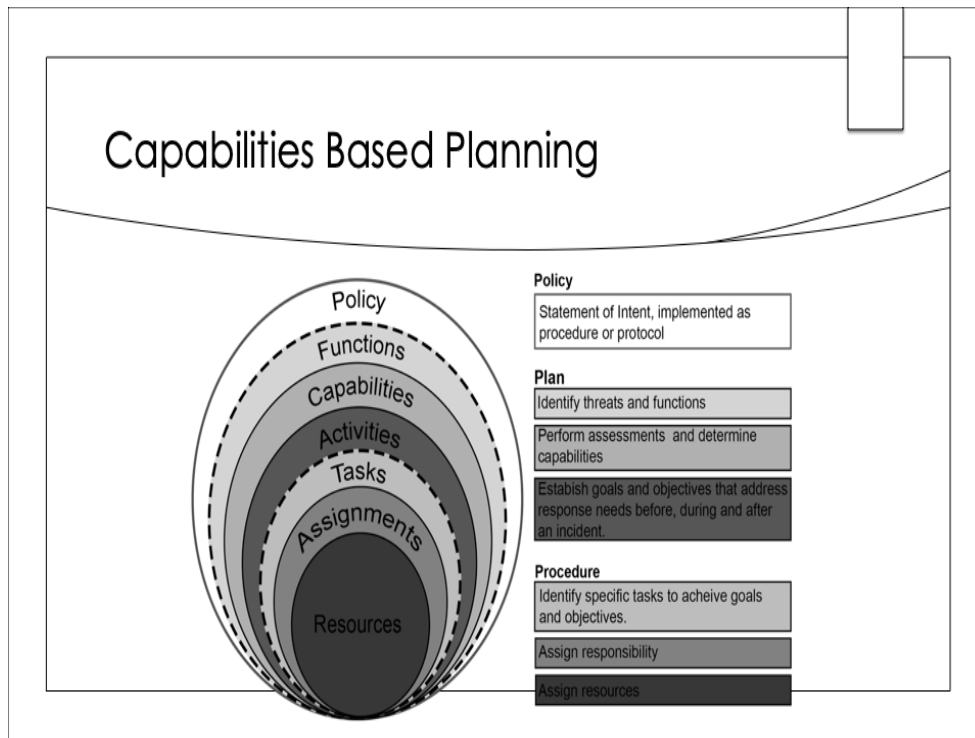 Capabilities Based Planning
Policy
Functions
Capabilities
Activities
Tasks
Assignments
Resources
Policy
Statement of Intent, implemented as
procedure or protocol
Plan
Identify threats and functions
Perform assessments and determine
capabilities
Estabish goals and objectives that address
response needs before, during and after
an incident.
Procedure
Identify specific tasks to acheive goals
and objectives.
Assign responsibility
Assign resources